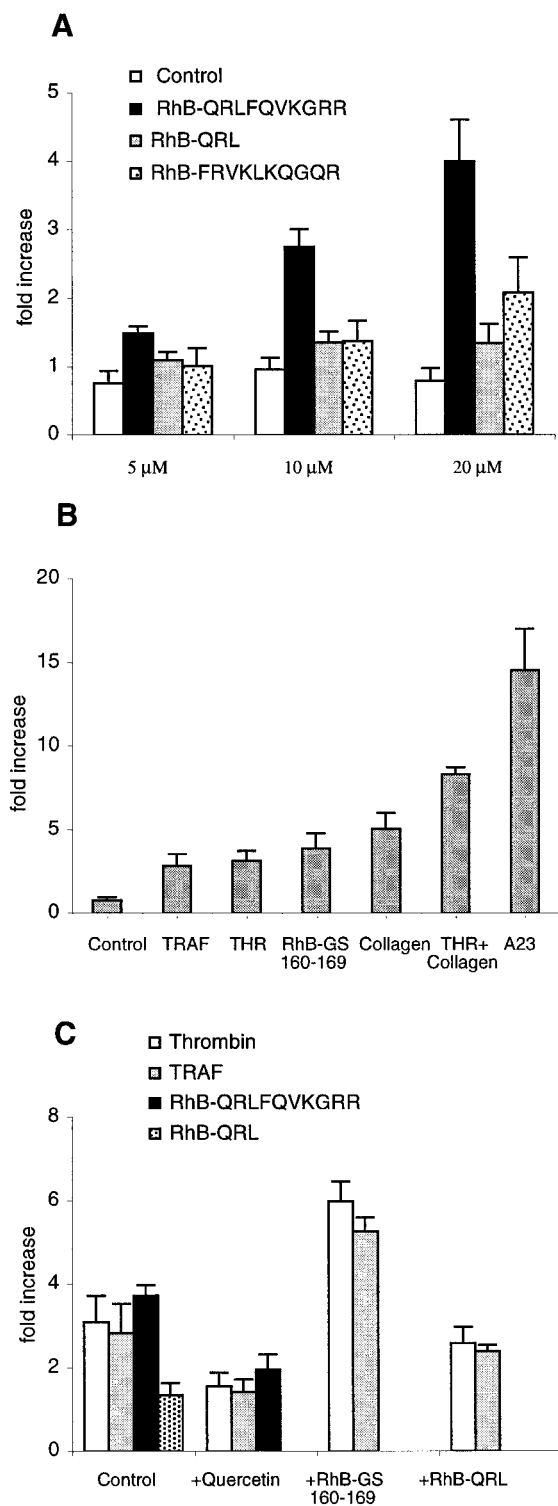 A
Control
RhB-QRLFQVKGRR
RhB-QRL
RhB-FRVKLKQGQR
fold increase
5
4
3
2
1
0
5 µM
10 µM
20 µM
B
fold increase
20
15
10
5
0
Control
TRAF
THR
RhB-GS
160-169
Collagen
THR+
Collagen
A23
C
Thrombin
TRAF
RhB-QRLFQVKGRR
RhB-QRL
fold increase
8
6
4
2
0
Control
+Quercetin
+RhB-GS
160-169
+RhB-QRL